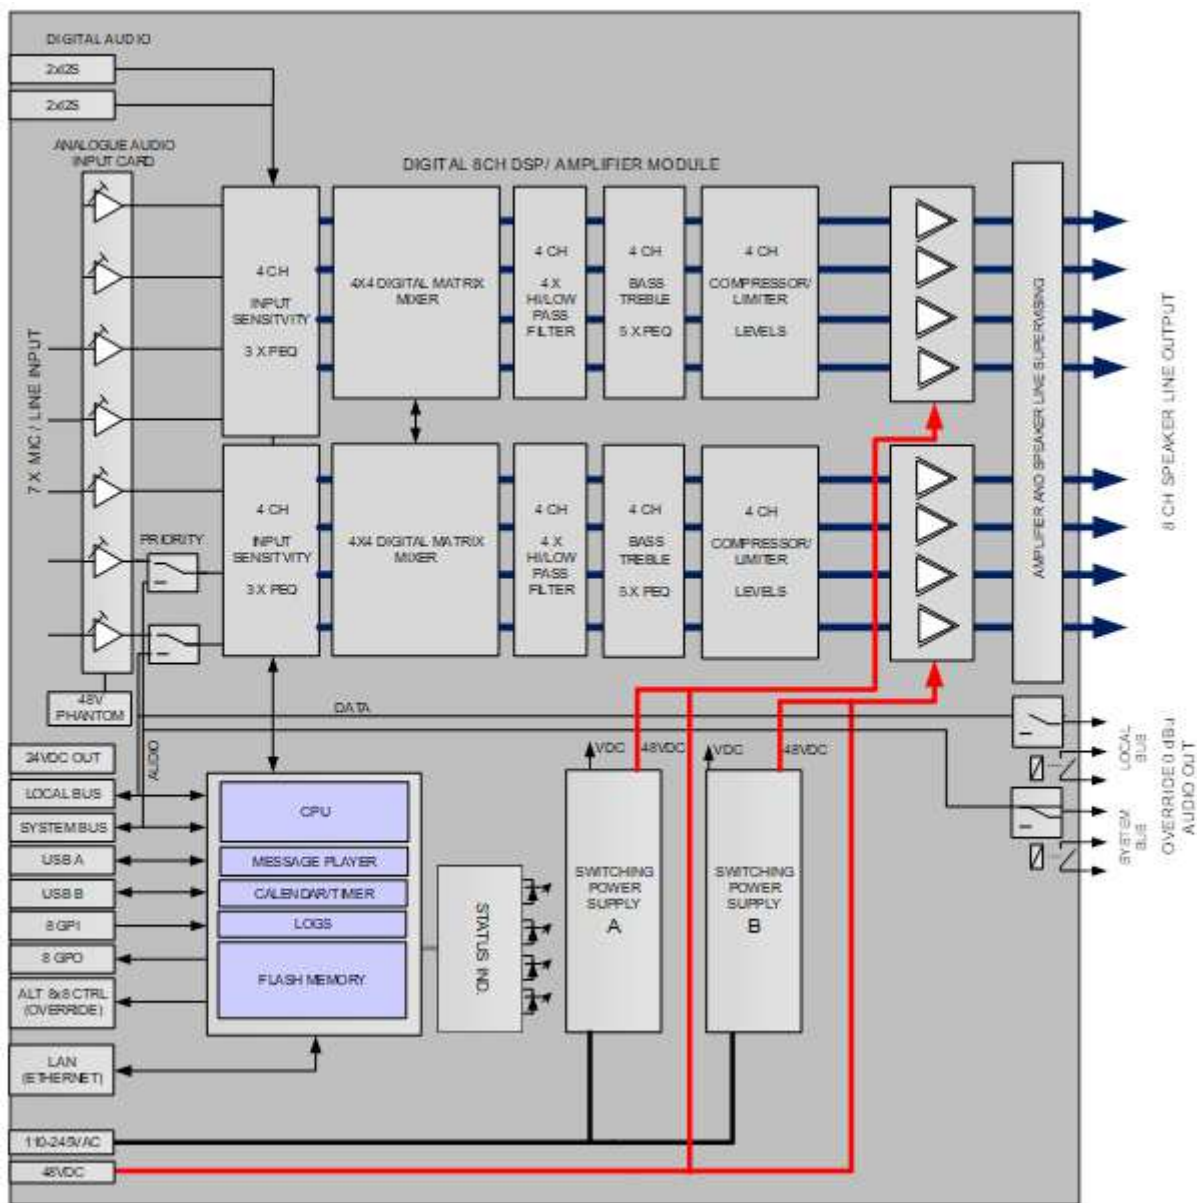 DIGITAL AUDIO
2xI2S
2xI2S
ANALOGUE AUDIO
INPUT CARD
DIGITAL 8CH DSP/ AMPLIFIER MODULE
7 X MIC / LINE INPUT
4 CH
INPUT
SENSITVITY
3 X PEQ
4X4 DIGITAL MATRIX
MIXER
4 CH
4 X
HI/LOW
PASS
FILTER
4 CH
BASS
TREBLE
5 X PEQ
4 CH
COMPRESSOR/
LIMITER
LEVELS
AMPLIFIER AND SPEAKER LINE SUPERVISING
8 CH SPEAKER LINE OUTPUT
PRIORITY
4 CH
INPUT
SENSITVITY
3 X PEQ
4X4 DIGITAL MATRIX
MIXER
4 CH
4 X
HI/LOW
PASS
FILTER
4 CH
BASS
TREBLE
5 X PEQ
4 CH
COMPRESSOR/
LIMITER
LEVELS
48V
PHANTOM
DATA
AUDIO
24VDC OUT
LOCAL BUS
SYSTEM BUS
USB A
USB B
8 GPI
8 GPO
ALT 8x8 CTRL
(OVERRIDE)
LAN
(ETHERNET)
110-245VAC
48VDC
CPU
MESSAGE PLAYER
CALENDAR/TIMER
LOGS
FLASH MEMORY
STATUS IND.
VDC
48VDC
SWITCHING
POWER
SUPPLY
A
VDC
48VDC
SWITCHING
POWER
SUPPLY
B
LOCAL
BUS
SYSTEM
BUS
OVERRIDE 0 dBu
AUDIO OUT